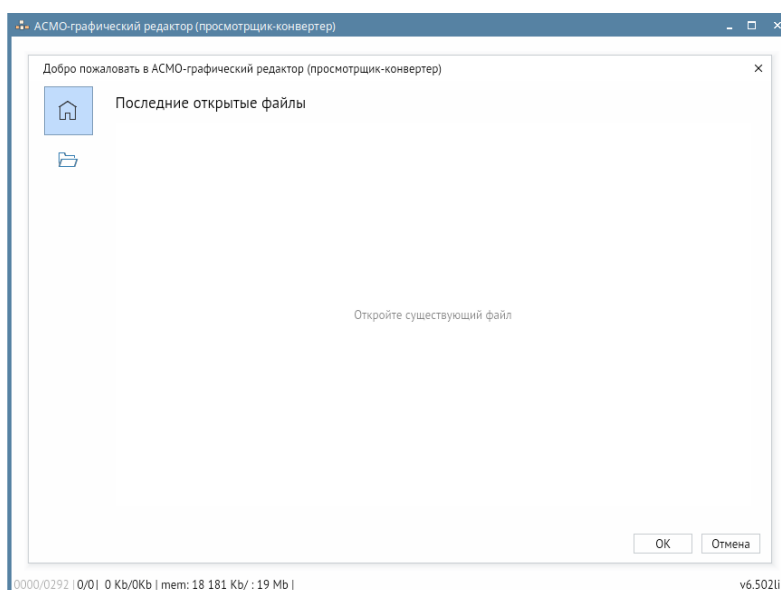 АСМО-графический редактор (просмотрщик-конвертер)
Добро пожаловать в АСМО-графический редактор (просмотрщик-конвертер)
Последние открытые файлы
Откройте существующий файл
ОК Отмена
0000/0292 | 0/0 | 0 Kb/0Kb | mem: 18 181 Kb/ : 19 Mb | v6.502li